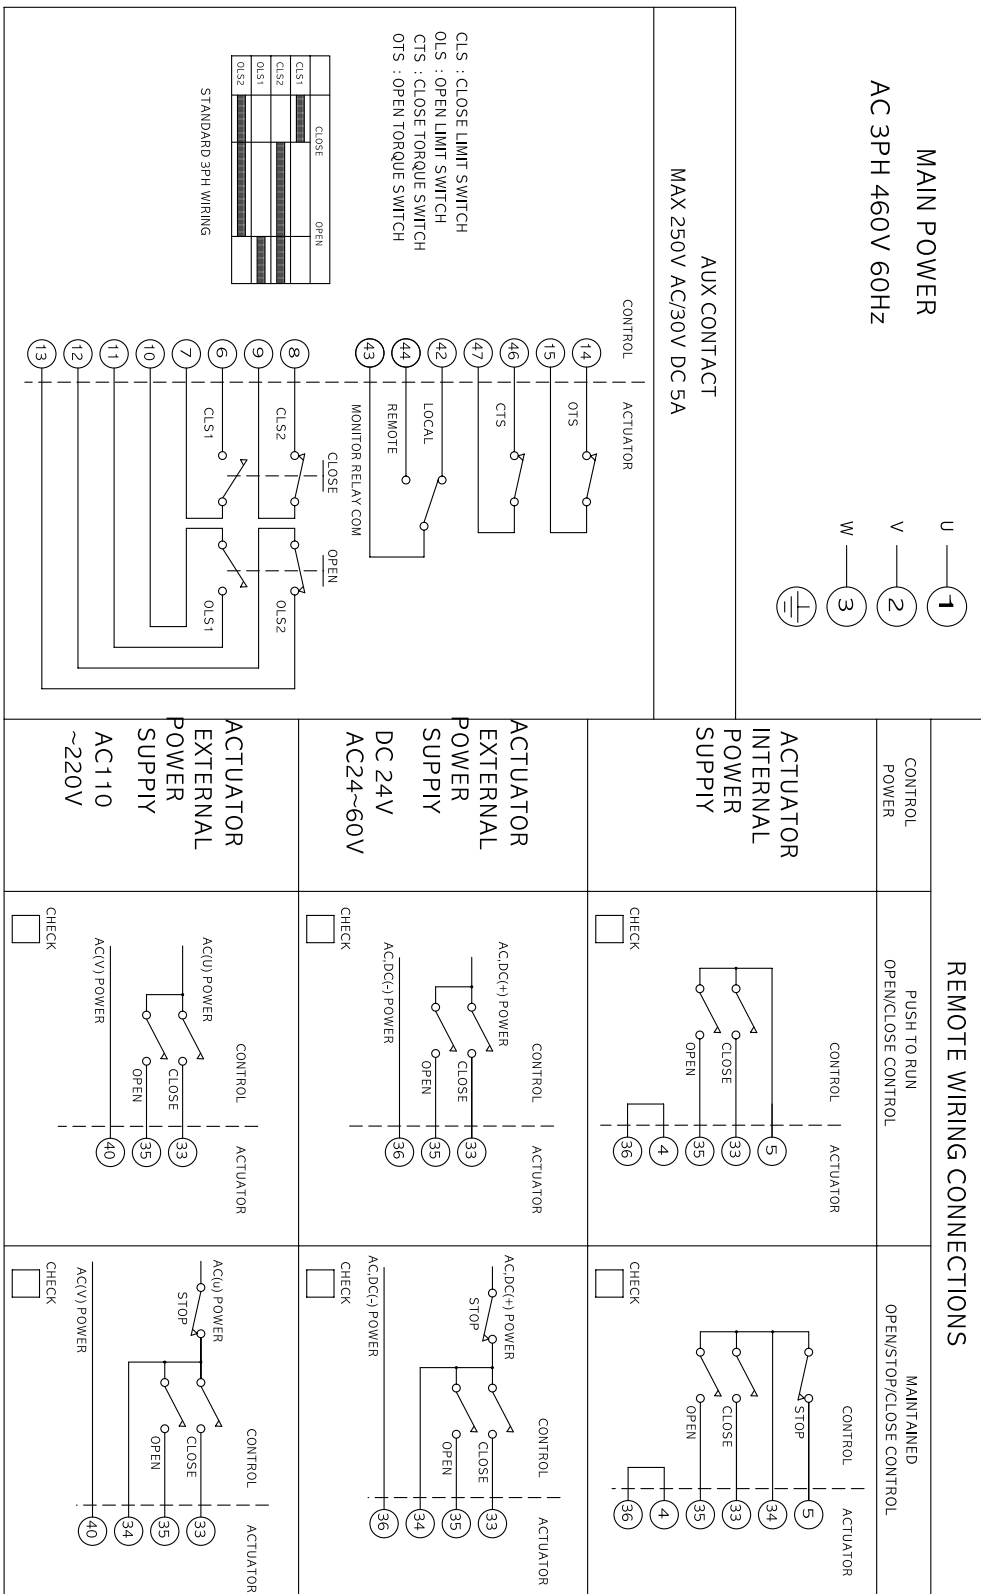 MAIN POWER
AC 3PH 460V 60Hz
U
1
V
2
W
3
AUX CONTACT
MAX 250V AC/30V DC 5A
CLS : CLOSE LIMIT SWITCH
OLS : OPEN LIMIT SWITCH
CTS : CLOSE TORQUE SWITCH
OTS : OPEN TORQUE SWITCH
CLOSE
OPEN
CLS1
CLS2
OLS1
OLS2
STANDARD 3PH WIRING
CONTROL
ACTUATOR
14
OTS
15
46
CTS
47
42
LOCAL
44
REMOTE
43
MONITOR RELAY COM
CLOSE
OPEN
8
CLS2
OLS2
9
6
CLS1
OLS1
7
10
11
12
13
REMOTE WIRING CONNECTIONS
CONTROL
POWER
PUSH TO RUN
OPEN/CLOSE CONTROL
MAINTAINED
OPEN/STOP/CLOSE CONTROL
ACTUATOR
INTERNAL
POWER
SUPPIY
CONTROL
ACTUATOR
5
CLOSE
33
OPEN
35
4
36
CHECK
CONTROL
ACTUATOR
STOP
5
34
CLOSE
33
OPEN
35
4
36
CHECK
ACTUATOR
EXTERNAL
POWER
SUPPIY
DC 24V
AC24~60V
CONTROL
ACTUATOR
AC,DC(+) POWER
CLOSE
33
OPEN
35
AC,DC(-) POWER
36
CHECK
CONTROL
ACTUATOR
AC,DC(+) POWER
STOP
CLOSE
33
OPEN
35
34
AC,DC(-) POWER
36
CHECK
ACTUATOR
EXTERNAL
POWER
SUPPIY
AC110
~220V
CONTROL
ACTUATOR
AC(U) POWER
CLOSE
33
OPEN
35
AC(V) POWER
40
CHECK
CONTROL
ACTUATOR
AC(u) POWER
STOP
CLOSE
33
OPEN
35
34
AC(V) POWER
40
CHECK